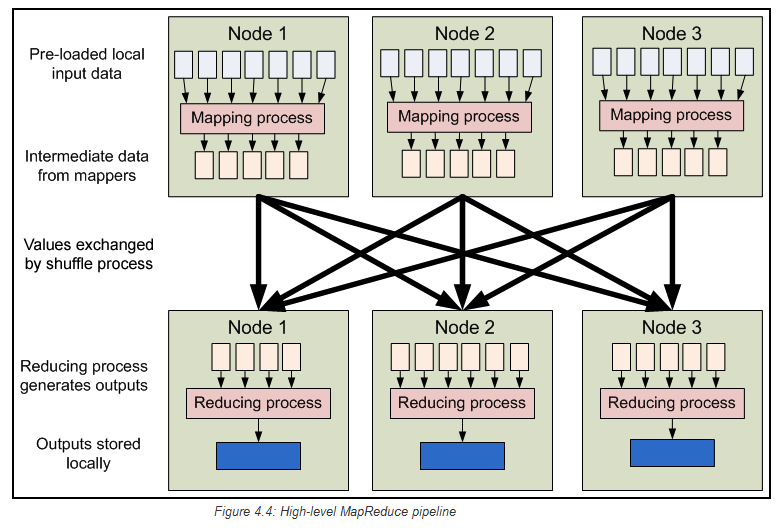 Node 1
Node 2
Node 3
Pre-loaded local
input data
Mapping process
Mapping process
Mapping process
Intermediate data
from mappers
Values exchanged
by shuffle process
Node 1
Node 2
Node 3
Reducing process
generates outputs
Reducing process
Reducing process
Reducing process
Outputs stored
locally
Figure 4.4: High-level MapReduce pipeline